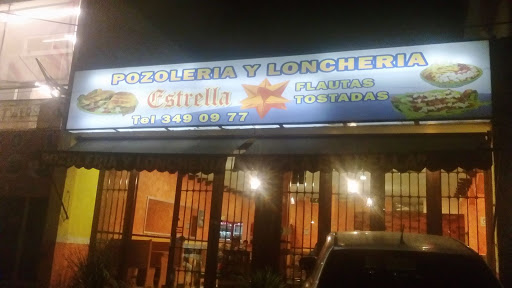 POZOLERIA Y LONCHERIA
Estrella
FLAUTAS
TOSTADAS
Tel 349 09 77